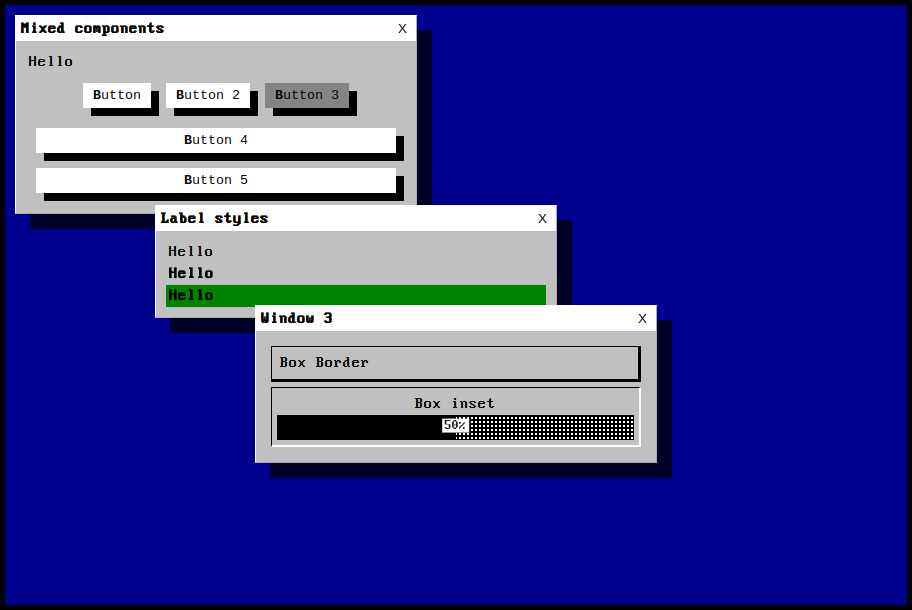 Mixed components X
Hello
Button Button 2 Button 3
Button 4
Button 5
Label styles X
Hello
Hello
Hello
Window 3 X
Box Border
Box inset
50%